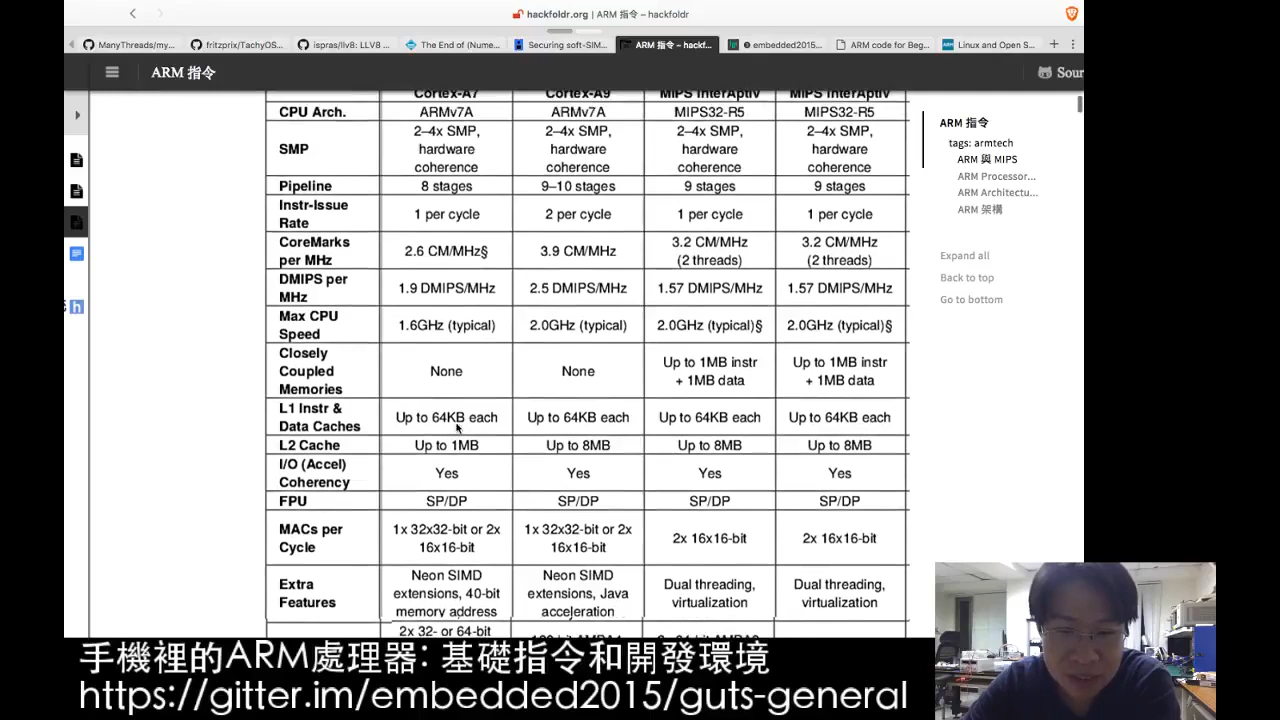 hackfoldr.org | ARM 指令 – hackfoldr
ManyThreads/my...
fritzprix/TachyOS...
ispras/llv8: LLV8 ...
The End of (Nume...
Securing soft-SIM...
ARM 指令 – hackf...
embedded2015...
ARM code for Beg...
Linux and Open S...
ARM 指令
Sour
Cortex-A7 Cortex-A9 MIPS InterAptiv MIPS InterAptiv
CPU Arch. ARMv7A ARMv7A MIPS32-R5 MIPS32-R5
SMP 2–4x SMP, hardware coherence 2–4x SMP, hardware coherence 2–4x SMP, hardware coherence 2–4x SMP, hardware coherence
Pipeline 8 stages 9–10 stages 9 stages 9 stages
Instr-Issue Rate 1 per cycle 2 per cycle 1 per cycle 1 per cycle
CoreMarks per MHz 2.6 CM/MHz§ 3.9 CM/MHz 3.2 CM/MHz (2 threads) 3.2 CM/MHz (2 threads)
DMIPS per MHz 1.9 DMIPS/MHz 2.5 DMIPS/MHz 1.57 DMIPS/MHz 1.57 DMIPS/MHz
Max CPU Speed 1.6GHz (typical) 2.0GHz (typical) 2.0GHz (typical)§ 2.0GHz (typical)§
Closely Coupled Memories None None Up to 1MB instr + 1MB data Up to 1MB instr + 1MB data
L1 Instr & Data Caches Up to 64KB each Up to 64KB each Up to 64KB each Up to 64KB each
L2 Cache Up to 1MB Up to 8MB Up to 8MB Up to 8MB
I/O (Accel) Coherency Yes Yes Yes Yes
FPU SP/DP SP/DP SP/DP SP/DP
MACs per Cycle 1x 32x32-bit or 2x 16x16-bit 1x 32x32-bit or 2x 16x16-bit 2x 16x16-bit 2x 16x16-bit
Extra Features Neon SIMD extensions, 40-bit memory address Neon SIMD extensions, Java acceleration Dual threading, virtualization Dual threading, virtualization
2x 32- or 64-bit
ARM 指令
tags: armtech
ARM 與 MIPS
ARM Processor...
ARM Architectu...
ARM 架構
Expand all
Back to top
Go to bottom
手機裡的ARM處理器: 基礎指令和開發環境
https://gitter.im/embedded2015/guts-general